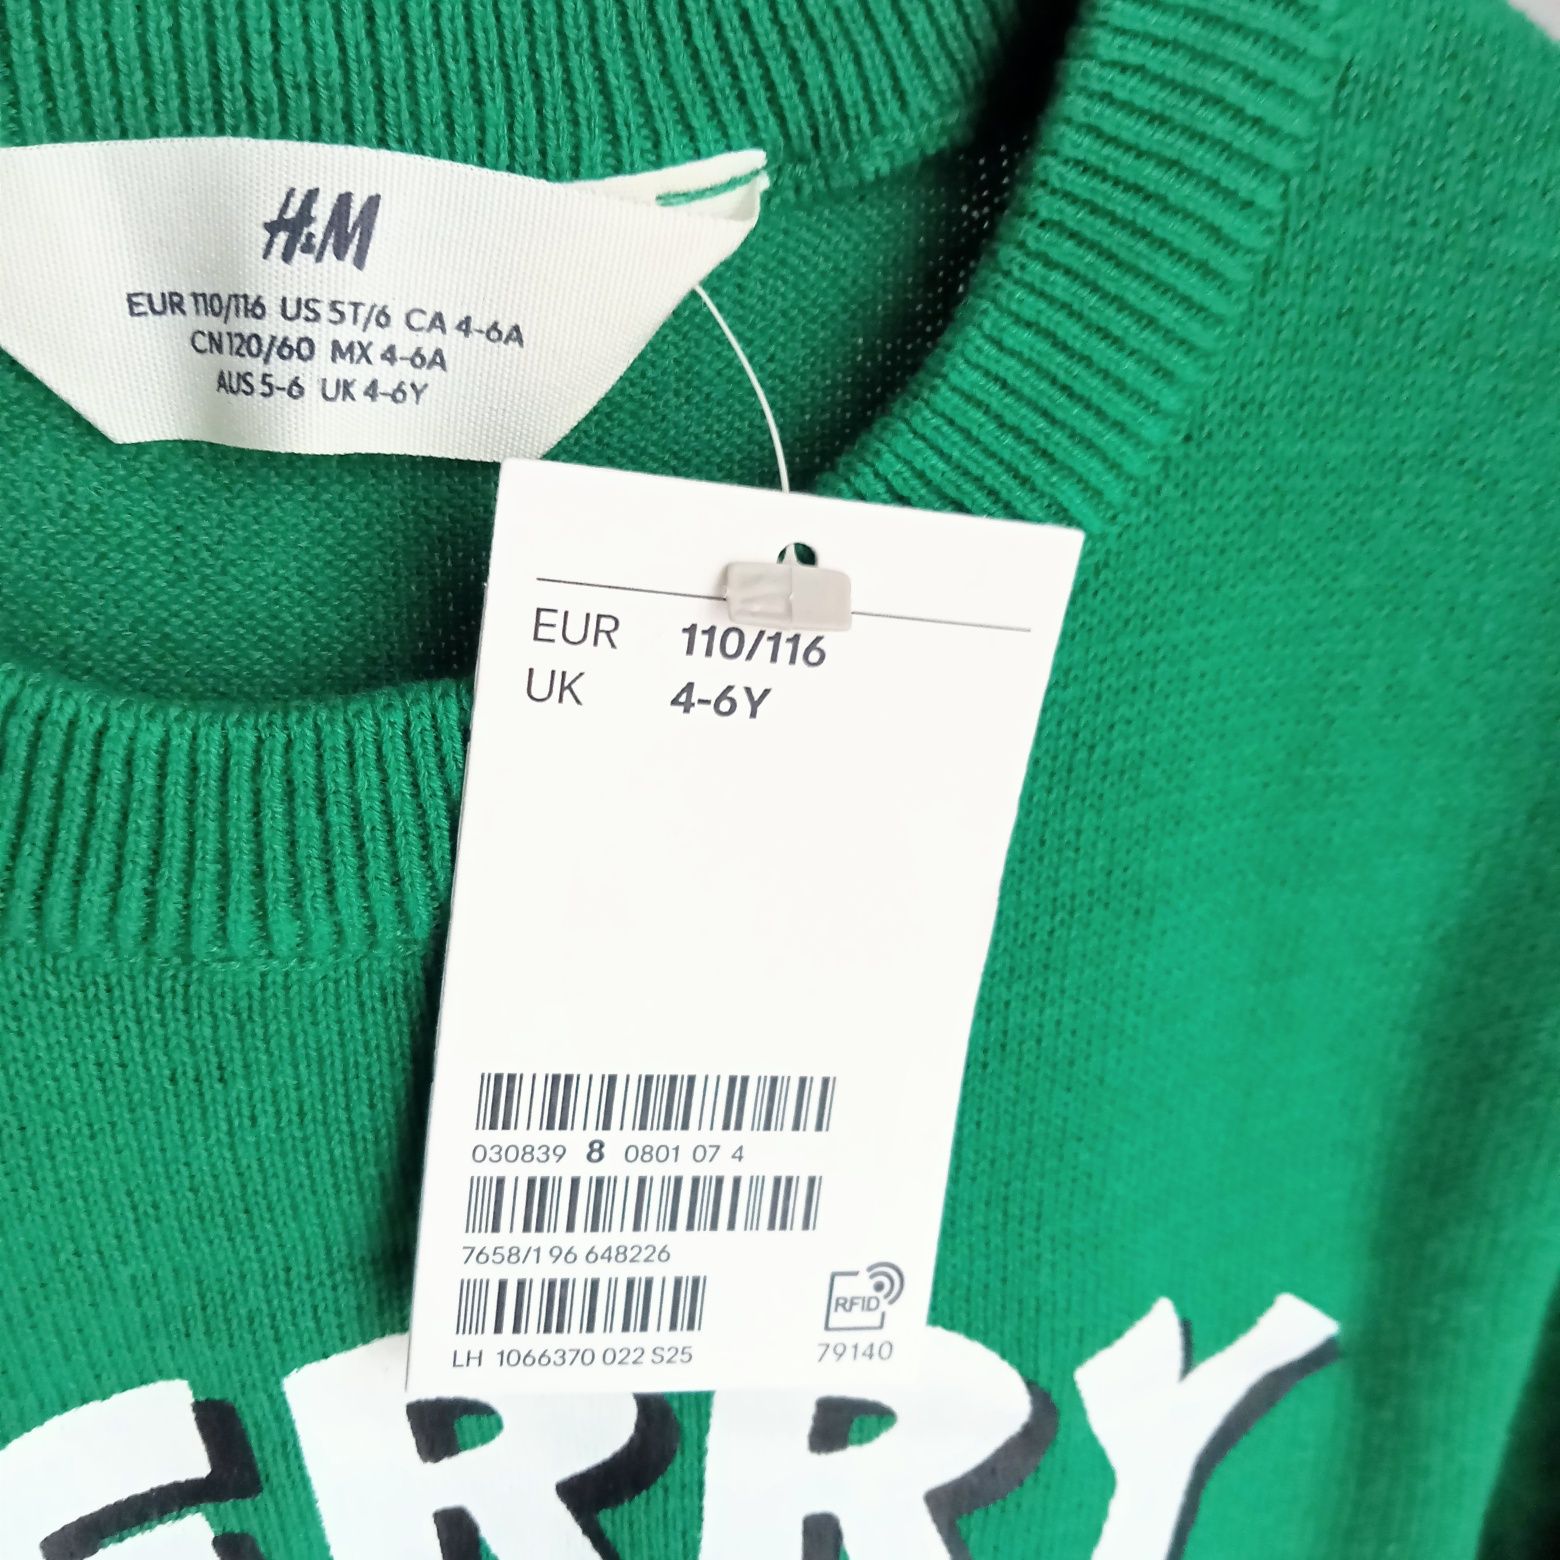 H&M
EUR 110/116 US 5T/6 CA 4-6A
CN120/60 MX 4-6A
AUS 5-6 UK 4-6Y
EUR 110/116
UK 4-6Y
030839 8 0801 07 4
7658/1 96 648226
RFID
LH 1066370 022 S25
79140
ERRY